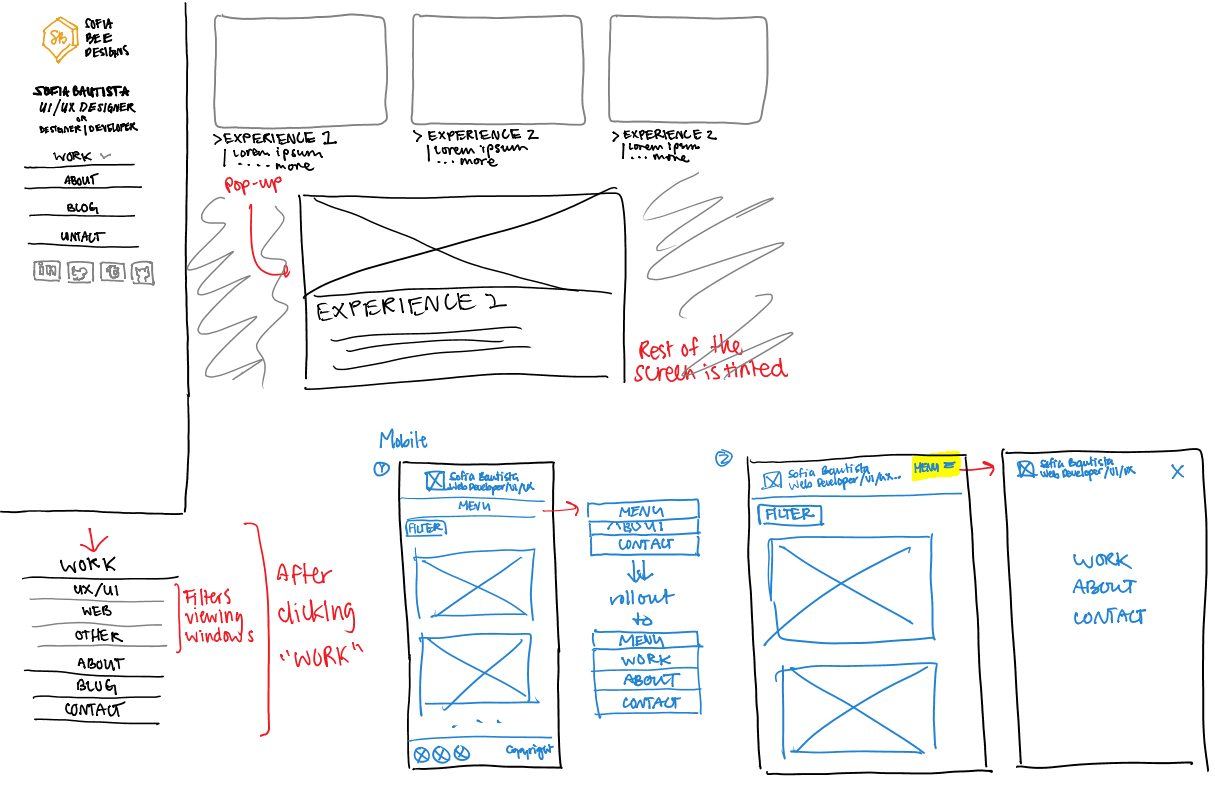 SOFIA
BEE
DESIGNS
SB
SOFIA BAUTISTA
UI/UX DESIGNER
OR
DESIGNER | DEVELOPER
WORK
ABOUT
BLOG
CONTACT
in
>EXPERIENCE 1
Lorem ipsum
.... more
>EXPERIENCE 2
Lorem ipsum
... more
>EXPERIENCE 2
Lorem ipsum
... more
Pop-up
EXPERIENCE 2
Rest of the
screen is tinted
WORK
UX/UI
WEB
OTHER
ABOUT
BLOG
CONTACT
Filters
viewing
windows
After
clicking
"WORK"
Mobile
1
Sofia Bautista
Web Developer/UI/UX
MENU
FILTER
...
Copyright
MENU
ABOUT
CONTACT
rollout
to
MENU
WORK
ABOUT
CONTACT
2
Sofia Bautista
Web Developer/UI/UX...
MENU
FILTER
Sofia Bautista
Web Developer/UI/UX
X
WORK
ABOUT
CONTACT